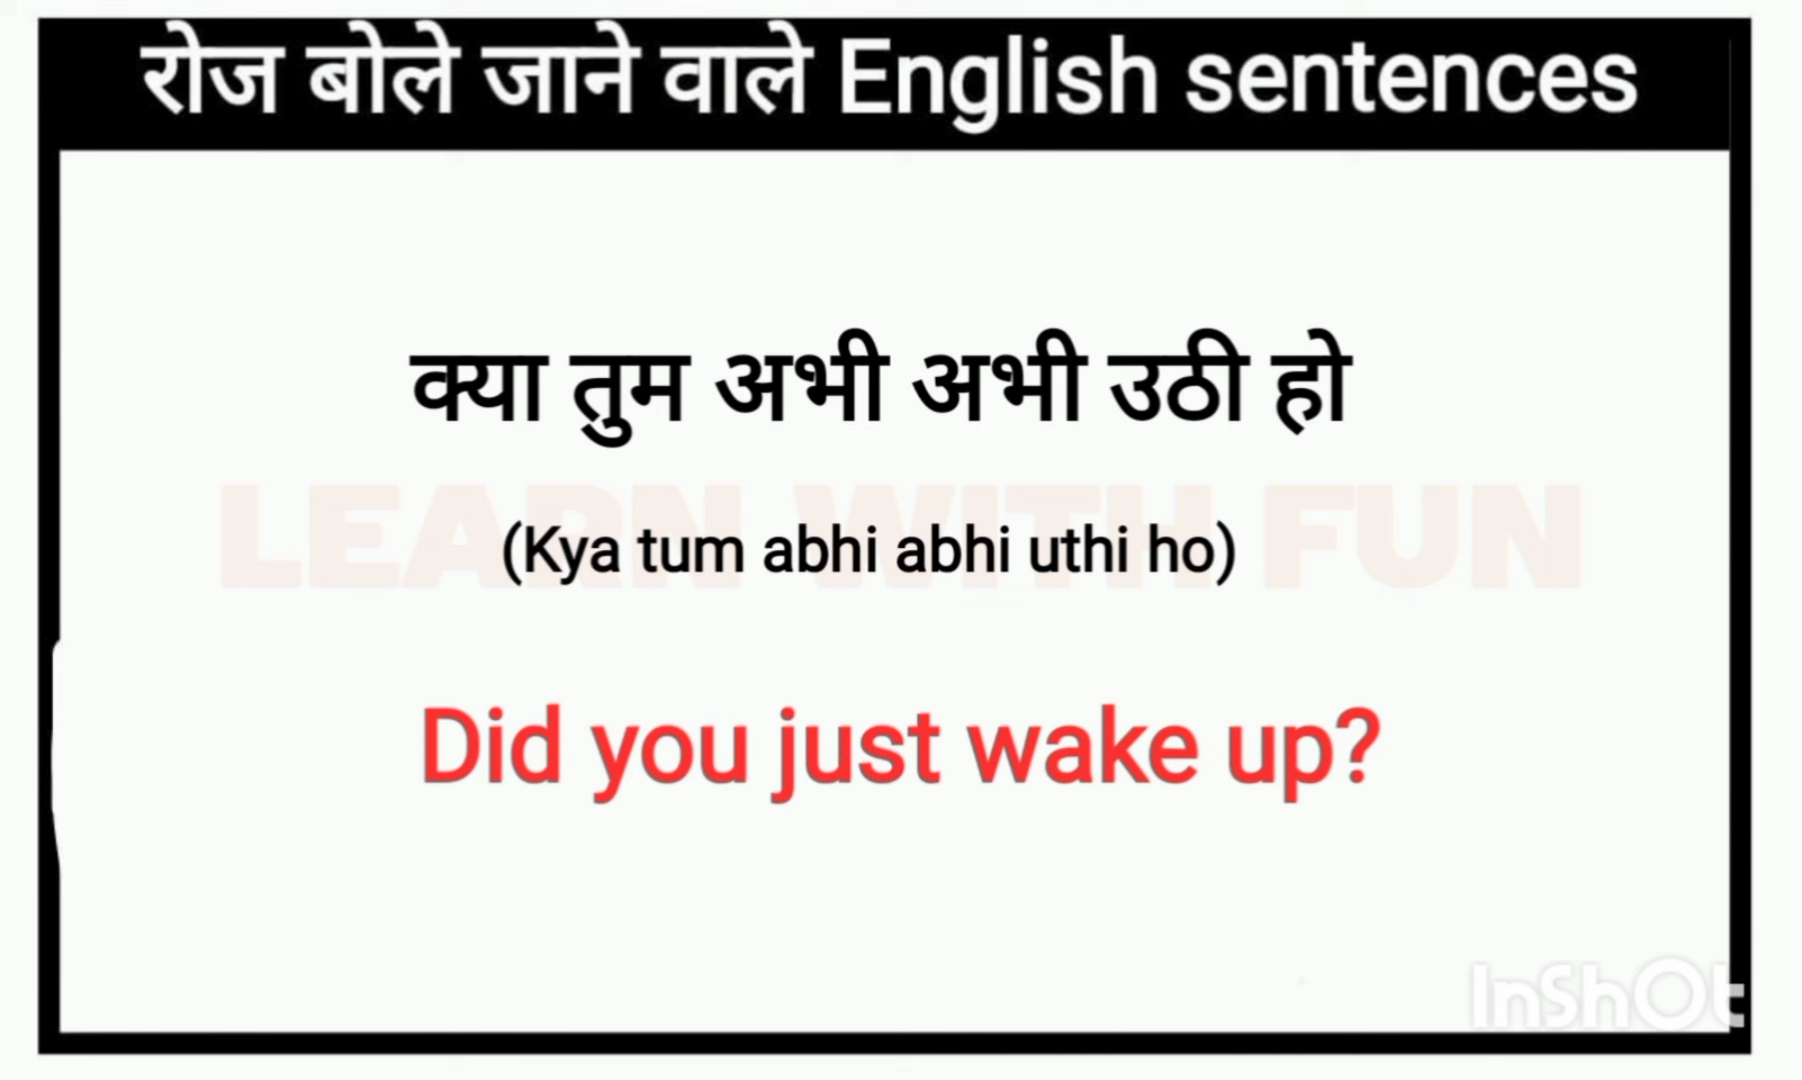 रोज बोले जाने वाले English sentences
क्या तुम अभी अभी उठी हो
LEARN WITH FUN
(Kya tum abhi abhi uthi ho)
Did you just wake up?
InShOt